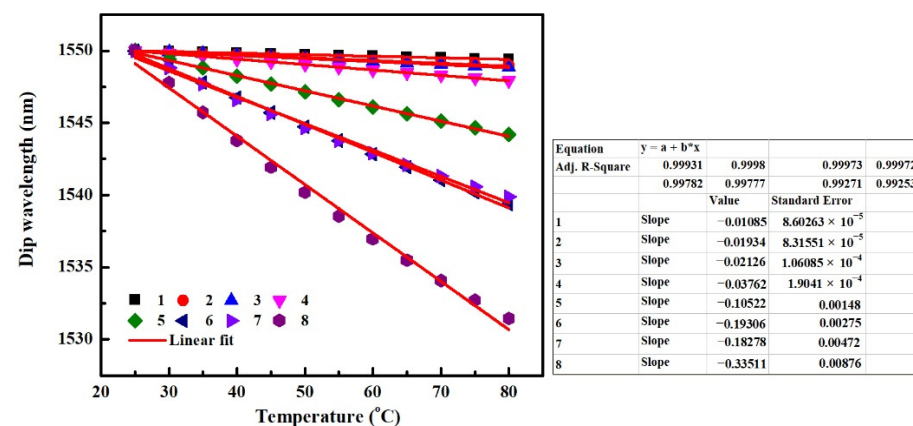 Dip wavelength (nm)
1550
1545
1540
1535
1530
1 2 3 4
5 6 7 8
Linear fit
20 30 40 50 60 70 80
Temperature (°C)
Equation y = a + b*x
Adj. R-Square 0.99931 0.9998 0.99973 0.99972
0.99782 0.99777 0.99271 0.99253
Value Standard Error
1 Slope −0.01085 8.60263 × 10⁻⁵
2 Slope −0.01934 8.31551 × 10⁻⁵
3 Slope −0.02126 1.06085 × 10⁻⁴
4 Slope −0.03762 1.9041 × 10⁻⁴
5 Slope −0.10522 0.00148
6 Slope −0.19306 0.00275
7 Slope −0.18278 0.00472
8 Slope −0.33511 0.00876